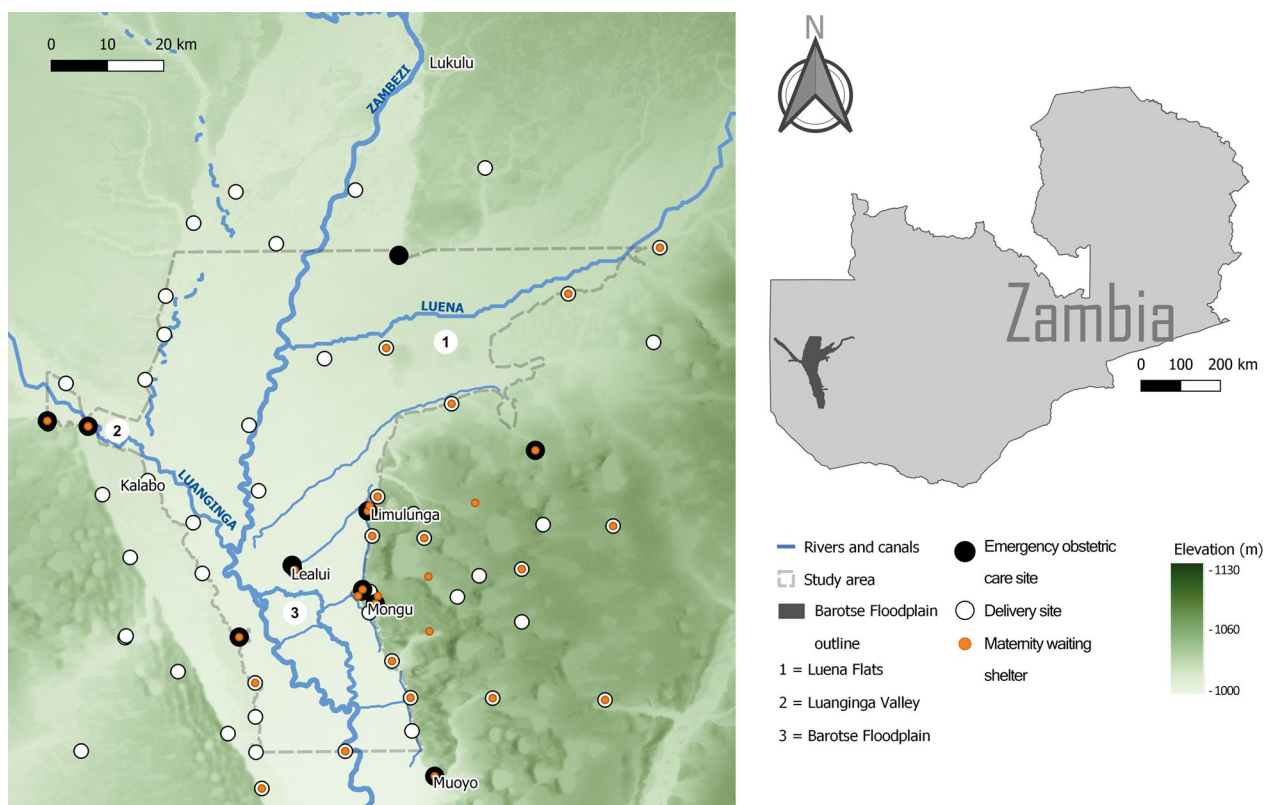 0 10 20 km
Lukulu
ZAMBEZI
LUENA
1
2
Kalabo
LUANGINGA
Limulunga
Lealui
3
Mongu
Muoyo
N
Zambia
0 100 200 km
Rivers and canals
Study area
Barotse Floodplain
outline
1 = Luena Flats
2 = Luanginga Valley
3 = Barotse Floodplain
Emergency obstetric
care site
Delivery site
Maternity waiting
shelter
Elevation (m)
-1130
-1060
-1000